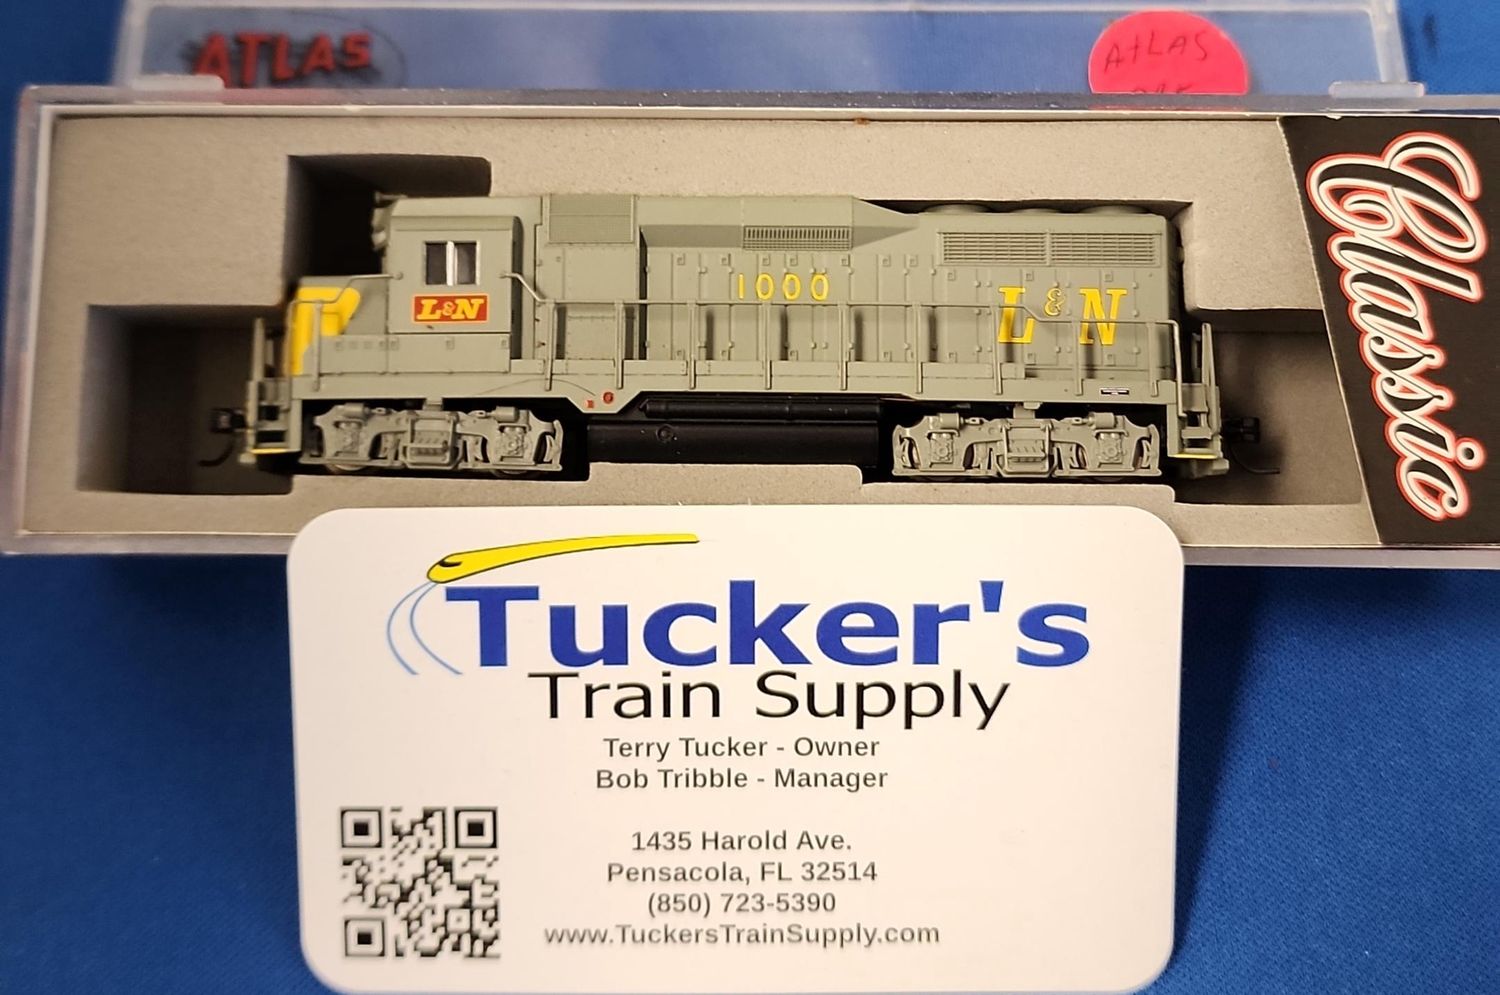 ATLAS
ATLAS
Classic
L&N
1000
L&N
Tucker's
Train Supply
Terry Tucker - Owner
Bob Tribble - Manager
1435 Harold Ave.
Pensacola, FL 32514
(850) 723-5390
www.TuckersTrainSupply.com